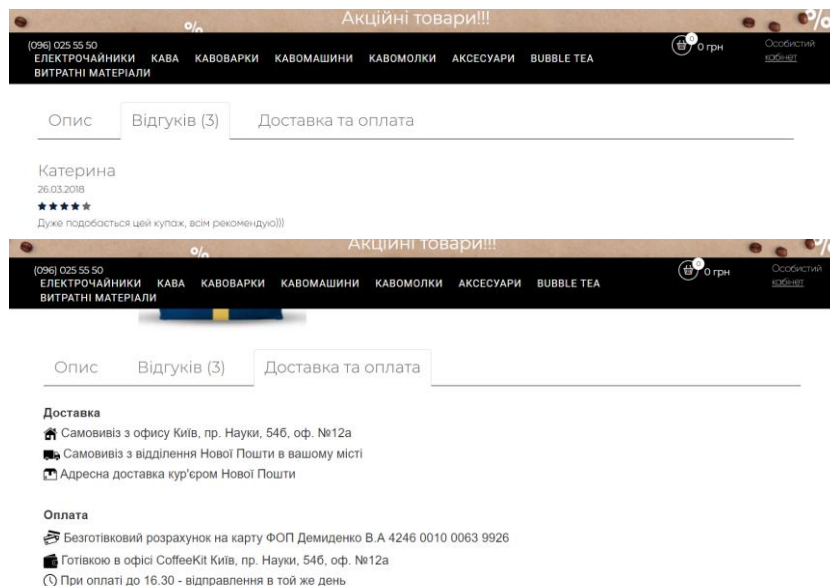 Акційні товари!!!
%
%
(096) 025 55 50
0
0 грн
Особистий
кабінет
ЕЛЕКТРОЧАЙНИКИ КАВА КАВОВАРКИ КАВОМАШИНИ КАВОМОЛКИ АКСЕСУАРИ BUBBLE TEA
ВИТРАТНІ МАТЕРІАЛИ
Опис Відгуків (3) Доставка та оплата
Катерина
26.03.2018
Дуже подобається цей купаж, всім рекомендую)))
Акційні товари!!!
%
%
(096) 025 55 50
0
0 грн
Особистий
кабінет
ЕЛЕКТРОЧАЙНИКИ КАВА КАВОВАРКИ КАВОМАШИНИ КАВОМОЛКИ АКСЕСУАРИ BUBBLE TEA
ВИТРАТНІ МАТЕРІАЛИ
Опис Відгуків (3) Доставка та оплата
Доставка
Самовивіз з офису Київ, пр. Науки, 54б, оф. №12а
Самовивіз з відділення Нової Пошти в вашому місті
Адресна доставка кур'єром Нової Пошти
Оплата
Безготівковий розрахунок на карту ФОП Демиденко В.А 4246 0010 0063 9926
Готівкою в офісі CoffeeKit Київ, пр. Науки, 54б, оф. №12а
При оплаті до 16.30 - відправлення в той же день